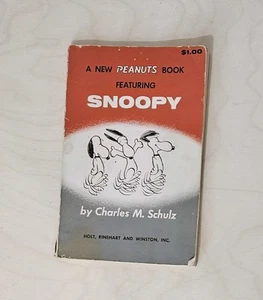 $1.00
A NEW PEANUTS BOOK
FEATURING
SNOOPY
by Charles M. Schulz
HOLT, RINEHART AND WINSTON, INC.